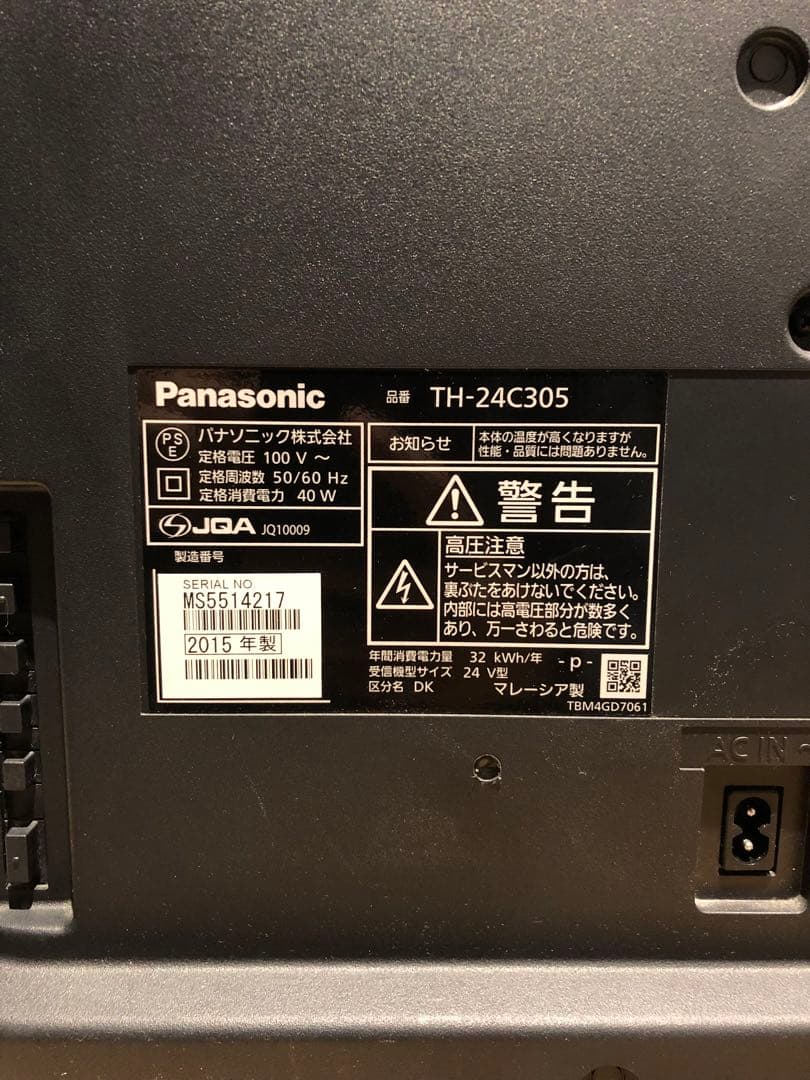 Panasonic 品番 TH-24C305
PS
E
パナソニック株式会社
定格電圧 100 V ～
定格周波数 50/60 Hz
定格消費電力 40 W
JQA JQ10009
製造番号
SERIAL NO.
MS5514217
2015 年製
お知らせ
本体の温度が高くなりますが
性能・品質には問題ありません。
警告
高圧注意
サービスマン以外の方は、
裏ぶたをあけないでください。
内部には高電圧部分が数多く
あり、万一さわると危険です。
年間消費電力量 32 kWh/年
受信機型サイズ 24 V型
区分名 DK
-p-
マレーシア製
TBM4GD7061
AC IN ~